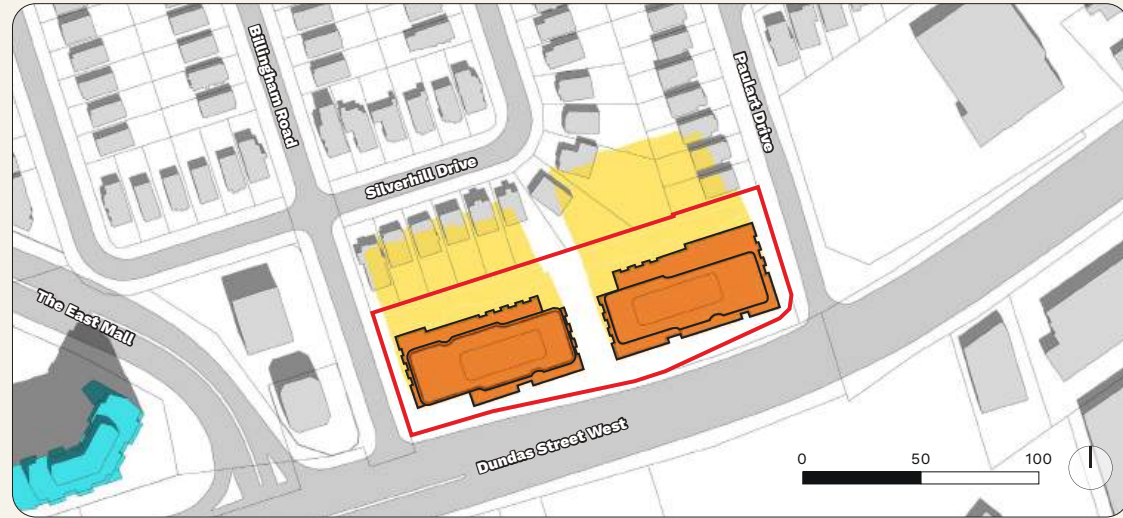 Billingham Road
Paulart Drive
Silverhill Drive
The East Mall
Dundas Street West
0 50 100